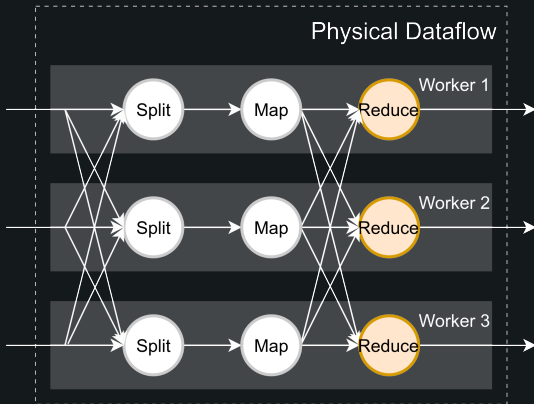 Physical Dataflow
Worker 1
Split
Map
Reduce
Worker 2
Split
Map
Reduce
Worker 3
Split
Map
Reduce